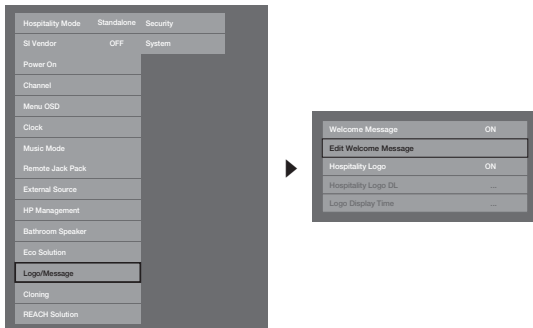 Hospitality Mode Standalone Security
SI Vendor OFF System
Power On
Channel
Menu OSD
Clock
Music Mode
Remote Jack Pack
External Source
HP Management
Bathroom Speaker
Eco Solution
Logo/Message
Cloning
REACH Solution
Welcome Message ON
Edit Welcome Message
Hospitality Logo ON
Hospitality Logo DL ...
Logo Display Time ...